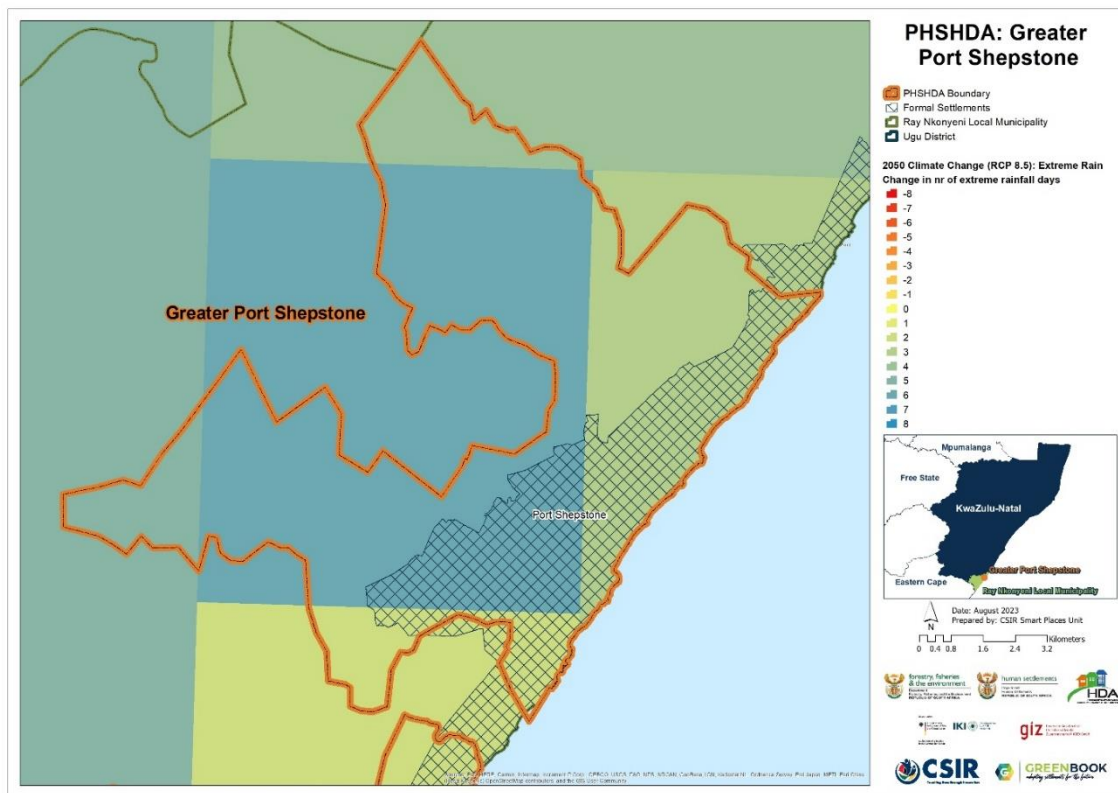 PHSHDA: Greater
Port Shepstone
PHSHDA Boundary
Formal Settlements
Ray Nkonyeni Local Municipality
Ugu District
2050 Climate Change (RCP 8.5): Extreme Rain
Change in nr of extreme rainfall days
-8
-7
-6
-5
-4
-3
-2
-1
0
1
2
3
4
5
6
7
8
Greater Port Shepstone
Port Shepstone
Mpumalanga
Free State
KwaZulu-Natal
Greater Port Shepstone
Eastern Cape
Ray Nkonyeni Local Municipality
N
Date: August 2023
Prepared by: CSIR Smart Places Unit
Kilometers
0 0.4 0.8 1.6 2.4 3.2
forestry, fisheries
& the environment
human settlements
REPUBLIC OF SOUTH AFRICA
HDA
IKI
giz
CSIR
GREENBOOK